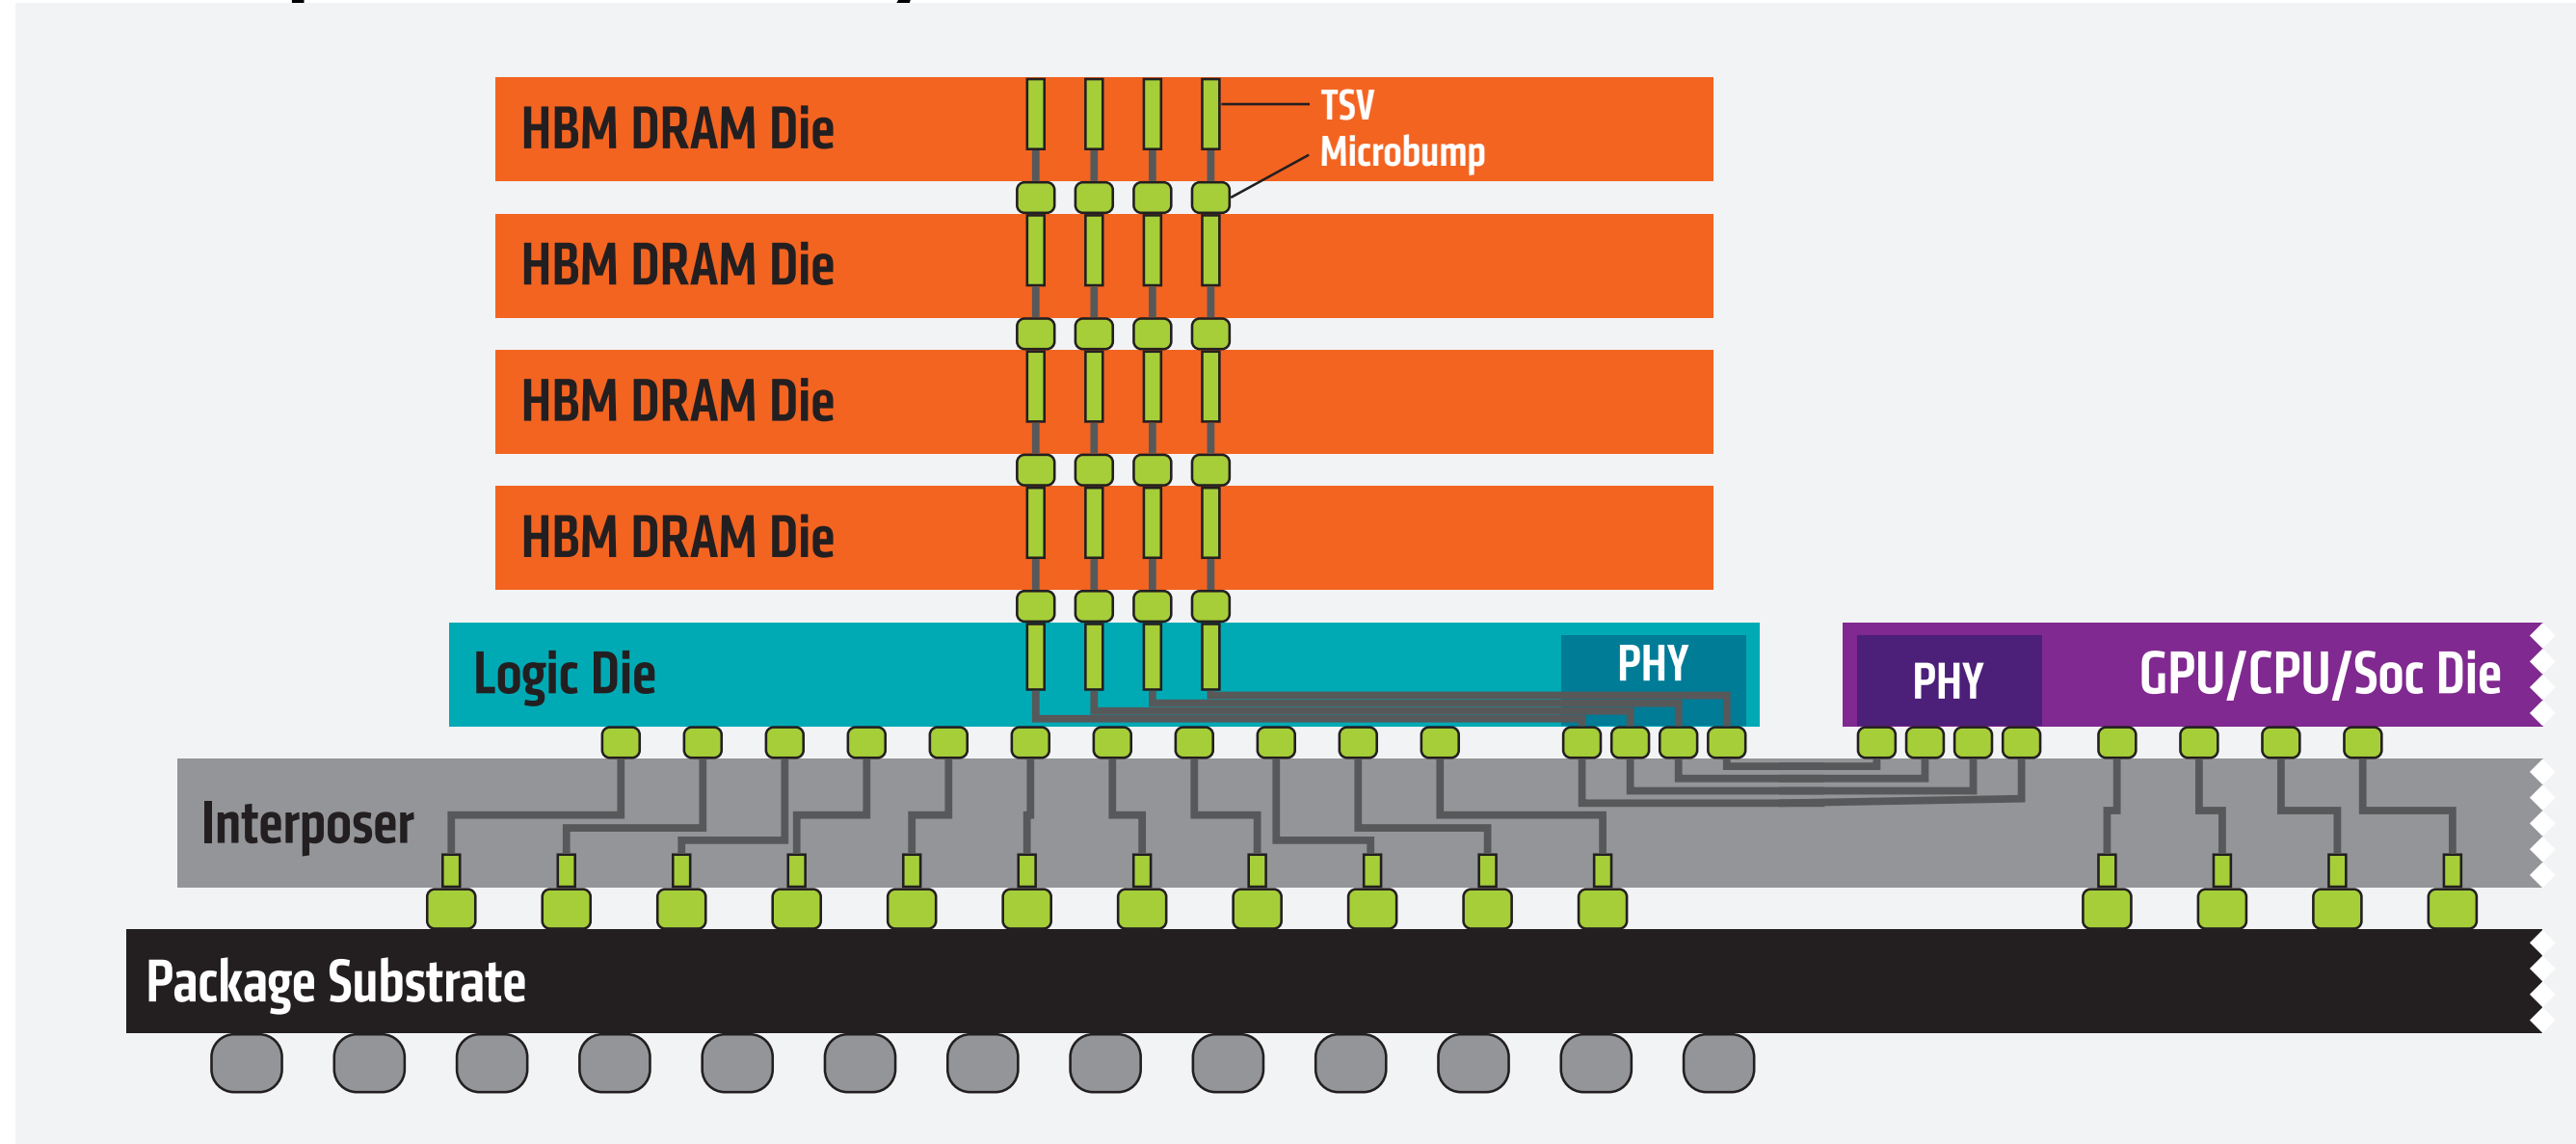 HBM DRAM Die
TSV
Microbump
HBM DRAM Die
HBM DRAM Die
HBM DRAM Die
Logic Die
PHY
PHY
GPU/CPU/Soc Die
Interposer
Package Substrate